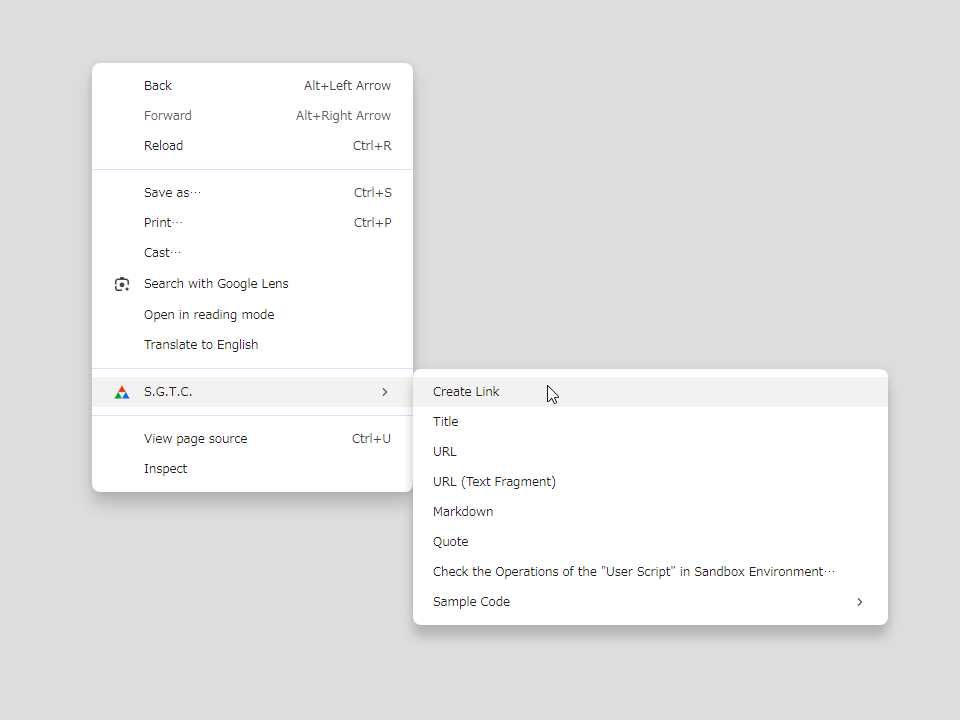 Back Alt+Left Arrow
Forward Alt+Right Arrow
Reload Ctrl+R
Save as… Ctrl+S
Print… Ctrl+P
Cast…
Search with Google Lens
Open in reading mode
Translate to English
S.G.T.C.
View page source Ctrl+U
Inspect
Create Link
Title
URL
URL (Text Fragment)
Markdown
Quote
Check the Operations of the "User Script" in Sandbox Environment…
Sample Code